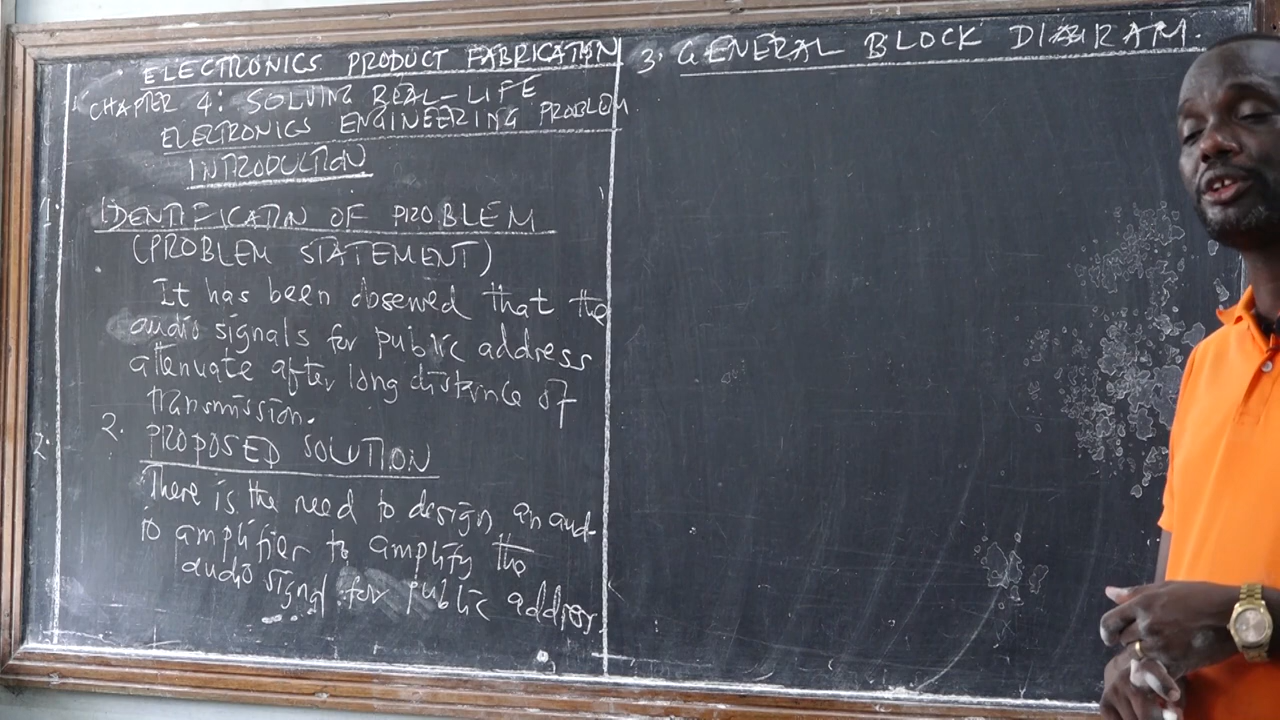 ELECTRONICS PRODUCT FABRICATION
CHAPTER 4: SOLVING REAL-LIFE
ELECTRONICS ENGINEERING PROBLEM
INTRODUCTION
1. IDENTIFICATION OF PROBLEM
(PROBLEM STATEMENT)
It has been observed that the
audio signals for public address
attenuate after long distance of
transmission.
2. 2. PROPOSED SOLUTION
There is the need to design an aud-
io amplifier to amplify the
audio signal for public address.
3. GENERAL BLOCK DIAGRAM.